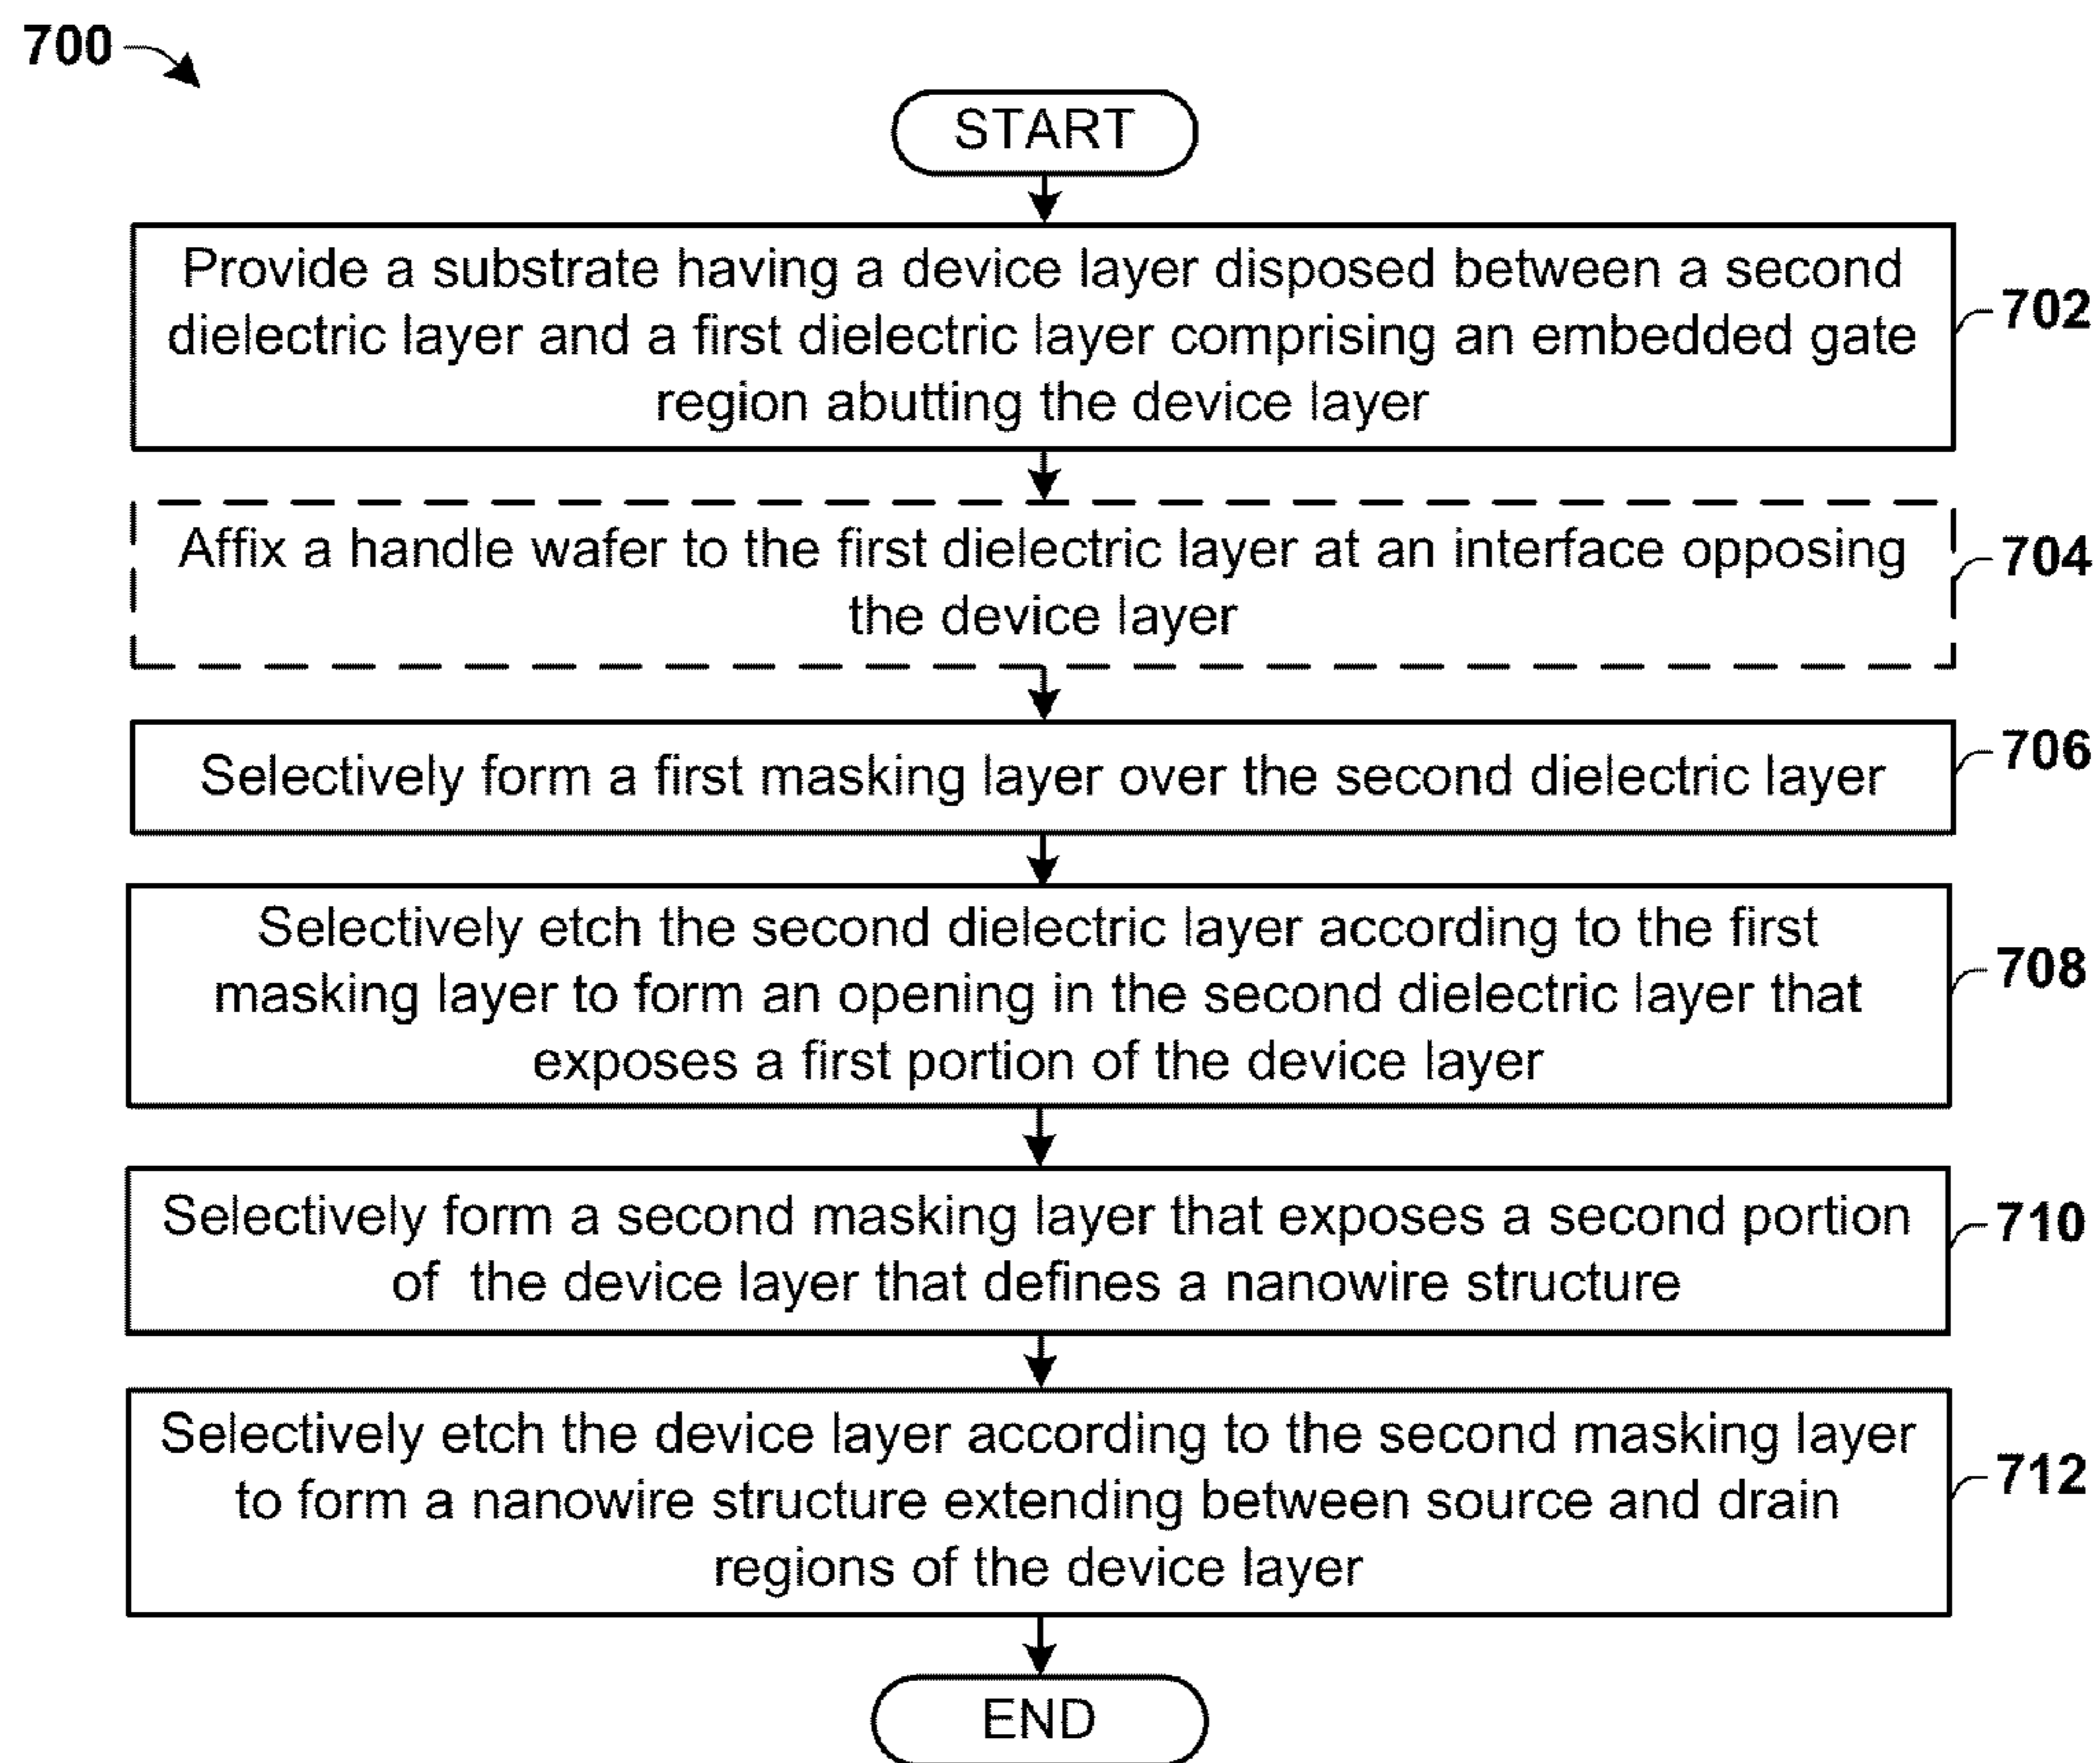 700
START
Provide a substrate having a device layer disposed between a second
dielectric layer and a first dielectric layer comprising an embedded gate
region abutting the device layer
702
Affix a handle wafer to the first dielectric layer at an interface opposing
the device layer
704
Selectively form a first masking layer over the second dielectric layer
706
Selectively etch the second dielectric layer according to the first
masking layer to form an opening in the second dielectric layer that
exposes a first portion of the device layer
708
Selectively form a second masking layer that exposes a second portion
of the device layer that defines a nanowire structure
710
Selectively etch the device layer according to the second masking layer
to form a nanowire structure extending between source and drain
regions of the device layer
712
END